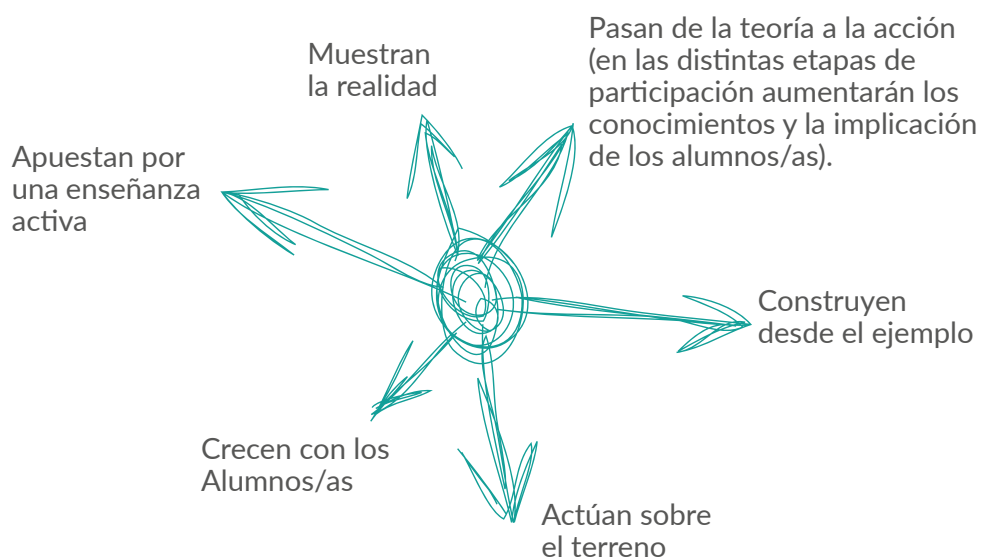 Muestran
la realidad
Pasan de la teoría a la acción
(en las distintas etapas de
participación aumentarán los
conocimientos y la implicación
de los alumnos/as).
Apuestan por
una enseñanza
activa
Construyen
desde el ejemplo
Crecen con los
Alumnos/as
Actúan sobre
el terreno